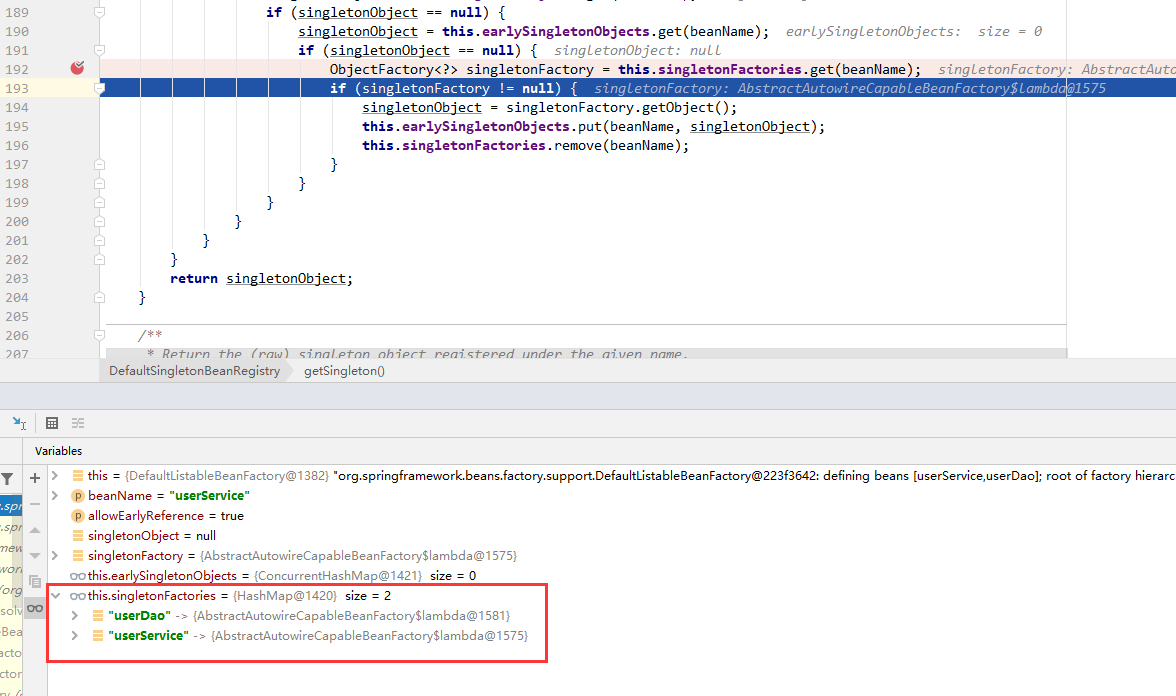 189 if (singletonObject == null) {
190 singletonObject = this.earlySingletonObjects.get(beanName); earlySingletonObjects: size = 0
191 if (singletonObject == null) { singletonObject: null
192 ObjectFactory<?> singletonFactory = this.singletonFactories.get(beanName); singletonFactory: AbstractAuto
193 if (singletonFactory != null) { singletonFactory: AbstractAutowireCapableBeanFactory$lambda@1575
194 singletonObject = singletonFactory.getObject();
195 this.earlySingletonObjects.put(beanName, singletonObject);
196 this.singletonFactories.remove(beanName);
197 }
198 }
199 }
200 }
201 }
202 }
203 return singletonObject;
204 }
205
206 /**
207 * Return the (raw) singleton object registered under the given name.
DefaultSingletonBeanRegistry getSingleton()
Variables
this = {DefaultListableBeanFactory@1382} "org.springframework.beans.factory.support.DefaultListableBeanFactory@223f3642: defining beans [userService,userDao]; root of factory hierarc
beanName = "userService"
allowEarlyReference = true
singletonObject = null
singletonFactory = {AbstractAutowireCapableBeanFactory$lambda@1575}
this.earlySingletonObjects = {ConcurrentHashMap@1421} size = 0
this.singletonFactories = {HashMap@1420} size = 2
"userDao" -> {AbstractAutowireCapableBeanFactory$lambda@1581}
"userService" -> {AbstractAutowireCapableBeanFactory$lambda@1575}